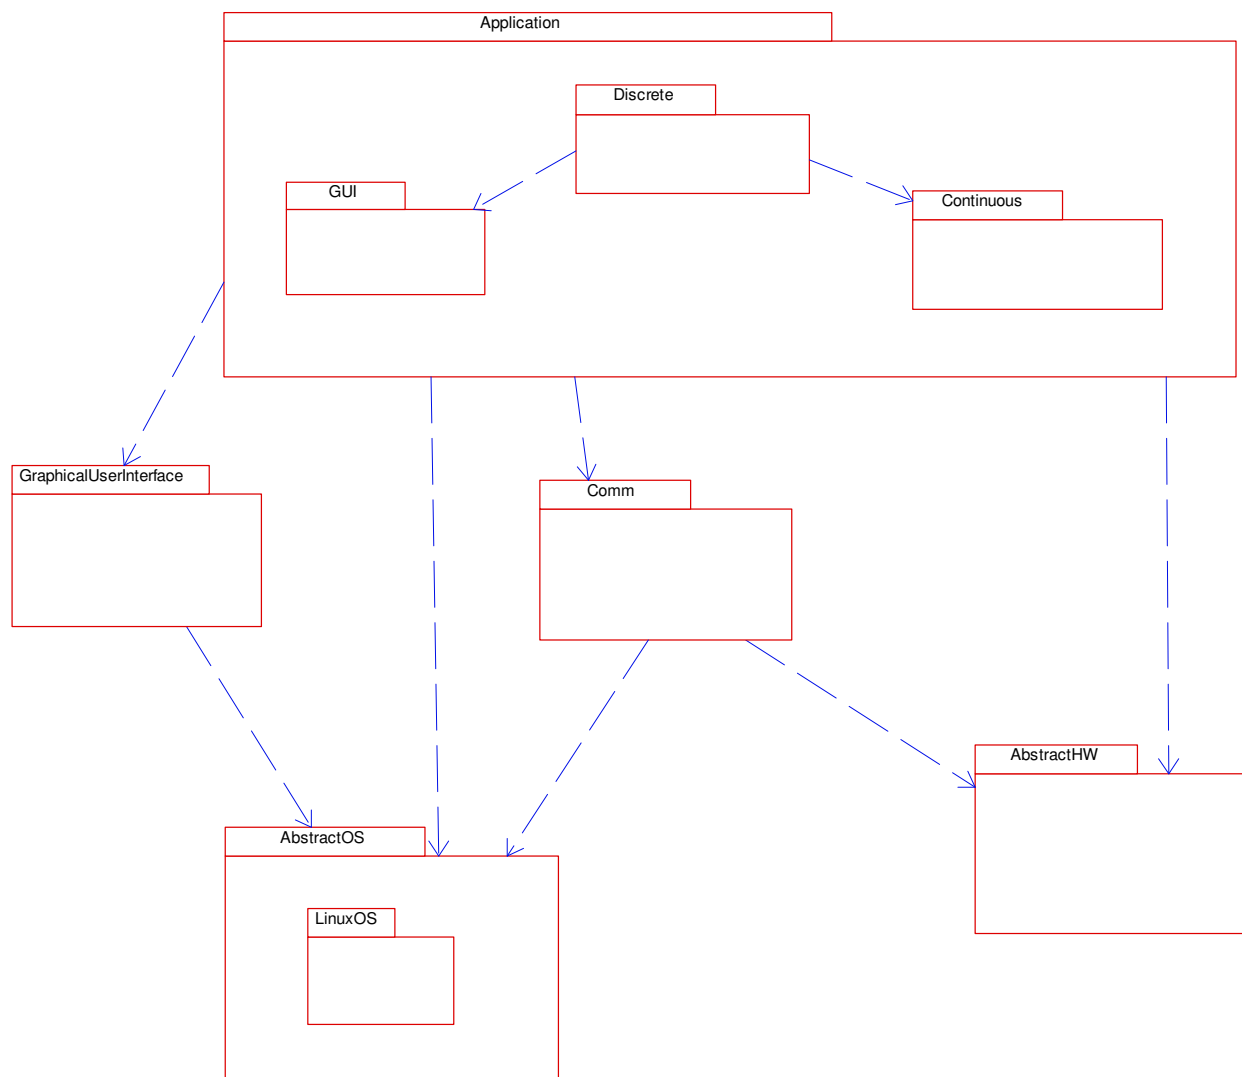 Application
Discrete
GUI
Continuous
GraphicalUserInterface
Comm
AbstractHW
AbstractOS
LinuxOS